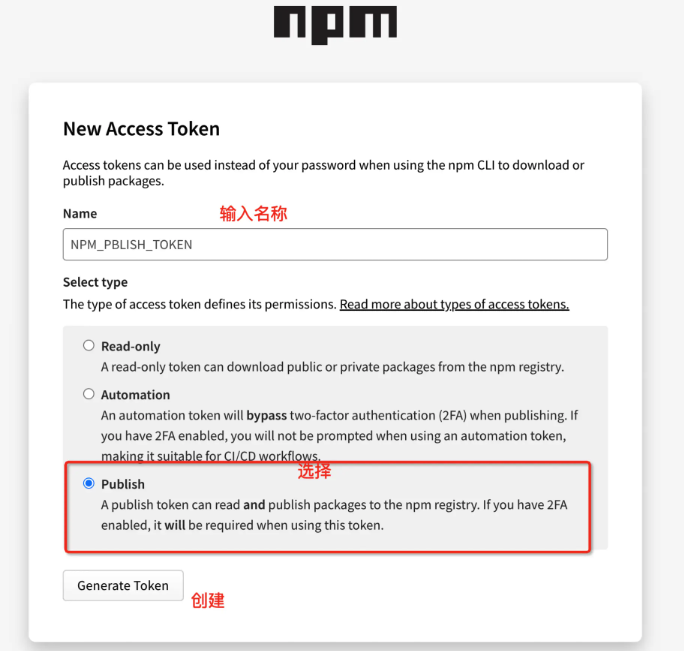 npm
New Access Token
Access tokens can be used instead of your password when using the npm CLI to download or
publish packages.
Name 输入名称
NPM_PBLISH_TOKEN
Select type
The type of access token defines its permissions. Read more about types of access tokens.
Read-only
A read-only token can download public or private packages from the npm registry.
Automation
An automation token will bypass two-factor authentication (2FA) when publishing. If
you have 2FA enabled, you will not be prompted when using an automation token,
making it suitable for CI/CD workflows.
选择
Publish
A publish token can read and publish packages to the npm registry. If you have 2FA
enabled, it will be required when using this token.
Generate Token 创建